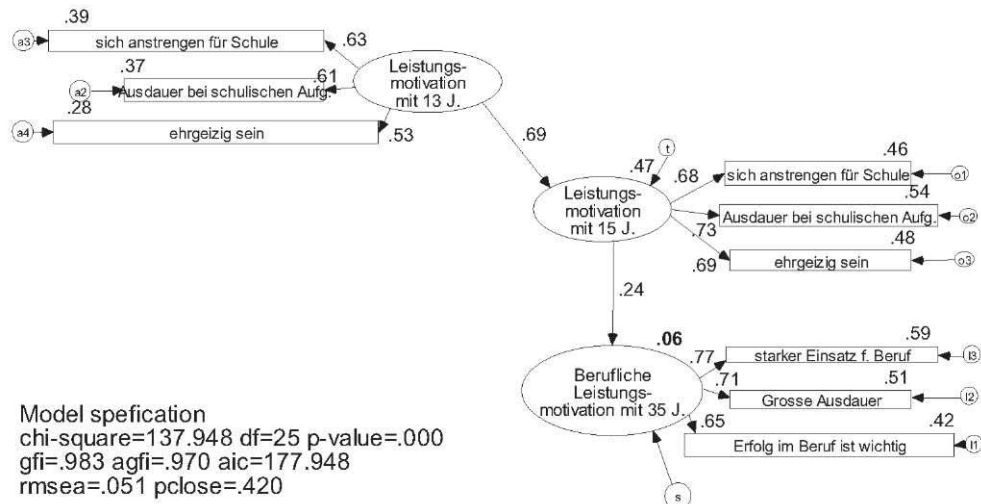 .39
a3
sich anstrengen für Schule
.63
.37
a2
Ausdauer bei schulischen Aufg.
.61
.28
a4
ehrgeizig sein
.53
Leistungs-
motivation
mit 13 J.
.69
t
.47
Leistungs-
motivation
mit 15 J.
.68
.46
sich anstrengen für Schule
o1
.54
Ausdauer bei schulischen Aufg.
o2
.73
.48
ehrgeizig sein
o3
.69
.24
.06
Berufliche
Leistungs-
motivation mit 35 J.
.77
.59
starker Einsatz f. Beruf
l3
.71
.51
Grosse Ausdauer
l2
.65
.42
Erfolg im Beruf ist wichtig
l1
s
Model spefication
chi-square=137.948 df=25 p-value=.000
gfi=.983 agfi=.970 aic=177.948
rmsea=.051 pclose=.420